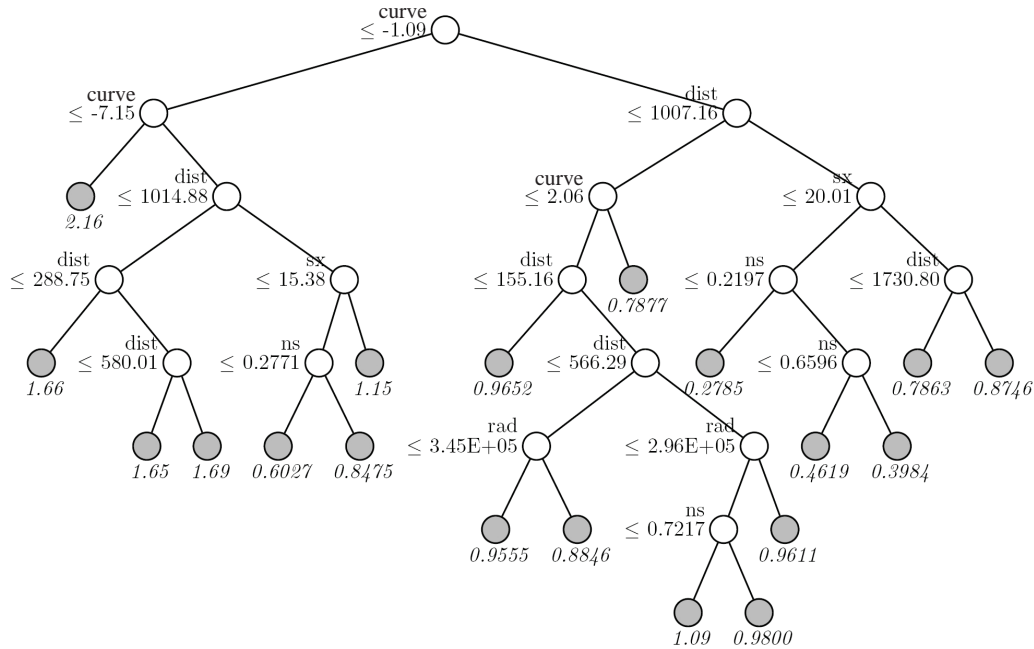 curve
≤ -1.09
curve
≤ -7.15
dist
≤ 1007.16
2.16
dist
≤ 1014.88
curve
≤ 2.06
sx
≤ 20.01
dist
≤ 288.75
sx
≤ 15.38
dist
≤ 155.16
0.7877
ns
≤ 0.2197
dist
≤ 1730.80
1.66
dist
≤ 580.01
ns
≤ 0.2771
1.15
0.9652
dist
≤ 566.29
0.2785
ns
≤ 0.6596
0.7863
0.8746
1.65
1.69
0.6027
0.8475
rad
≤ 3.45E+05
rad
≤ 2.96E+05
0.4619
0.3984
0.9555
0.8846
ns
≤ 0.7217
0.9611
1.09
0.9800